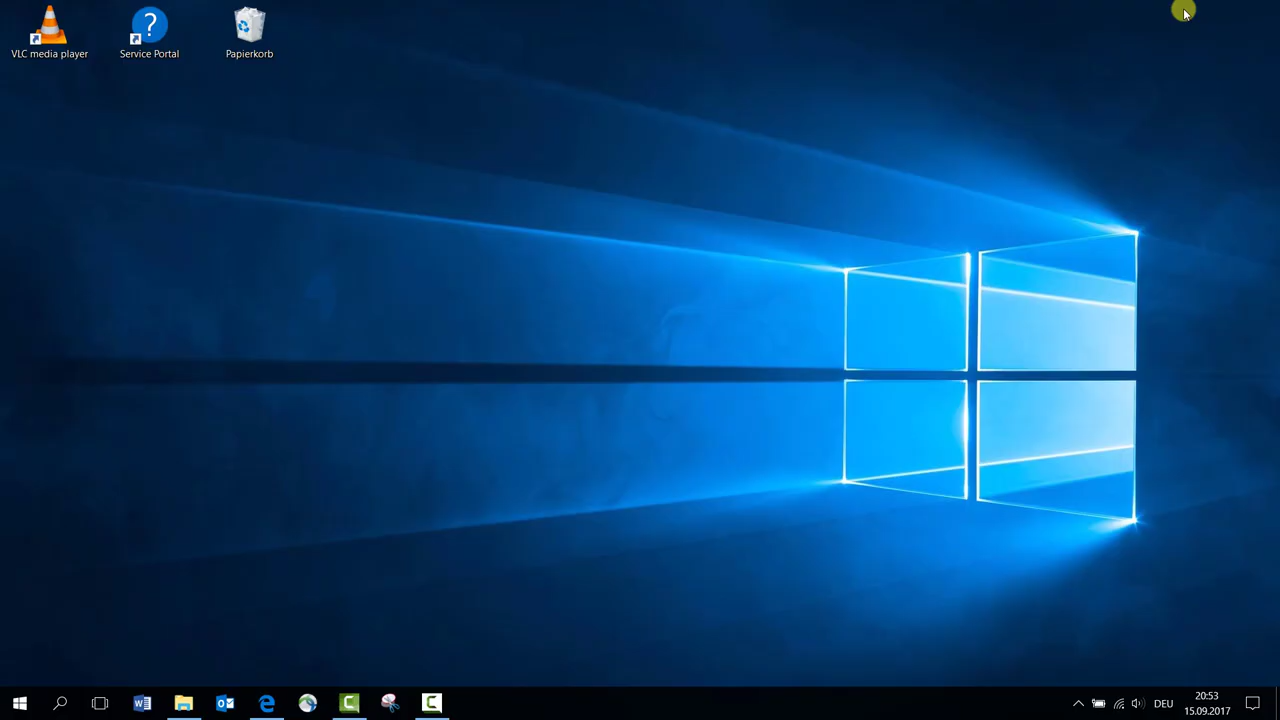 VLC media player
Service Portal
Papierkorb
DEU
20:53
15.09.2017